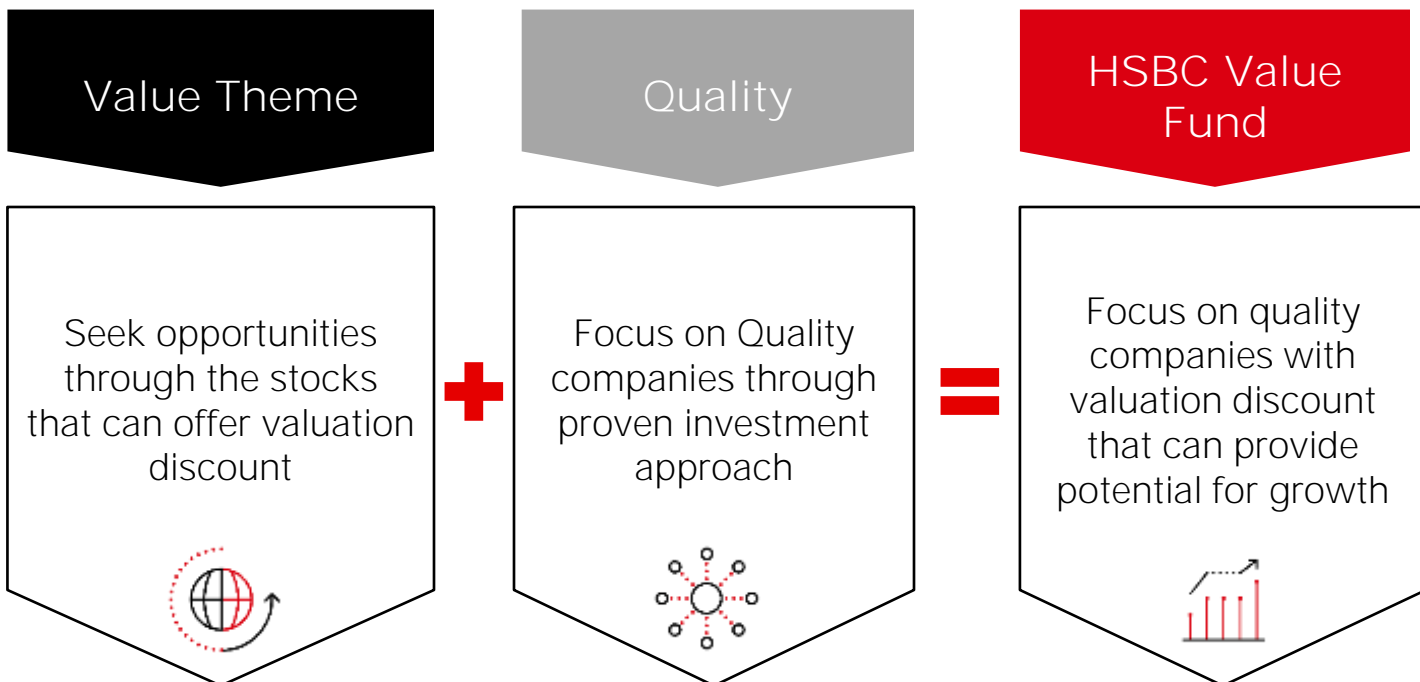 Value Theme
Quality
HSBC Value
Fund
Seek opportunities
through the stocks
that can offer valuation
discount
Focus on Quality
companies through
proven investment
approach
Focus on quality
companies with
valuation discount
that can provide
potential for growth